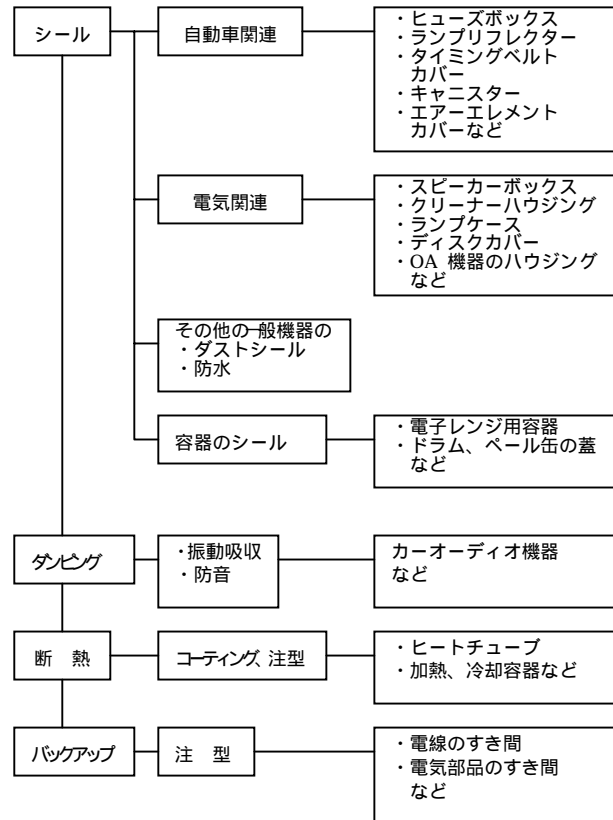 シール
自動車関連
・ヒューズボックス
・ランプリフレクター
・タイミングベルト
カバー
・キャニスター
・エアーエレメント
カバーなど
電気関連
・スピーカーボックス
・クリーナーハウジング
・ランプケース
・ディスクカバー
・OA 機器のハウジング
など
その他の一般機器の
・ダストシール
・防水
容器のシール
・電子レンジ用容器
・ドラム、ペール缶の蓋
など
ダンピング
・振動吸収
・防音
カーオーディオ機器
など
断　熱
コーティング、注型
・ヒートチューブ
・加熱、冷却容器など
バックアップ
注　型
・電線のすき間
・電気部品のすき間
など